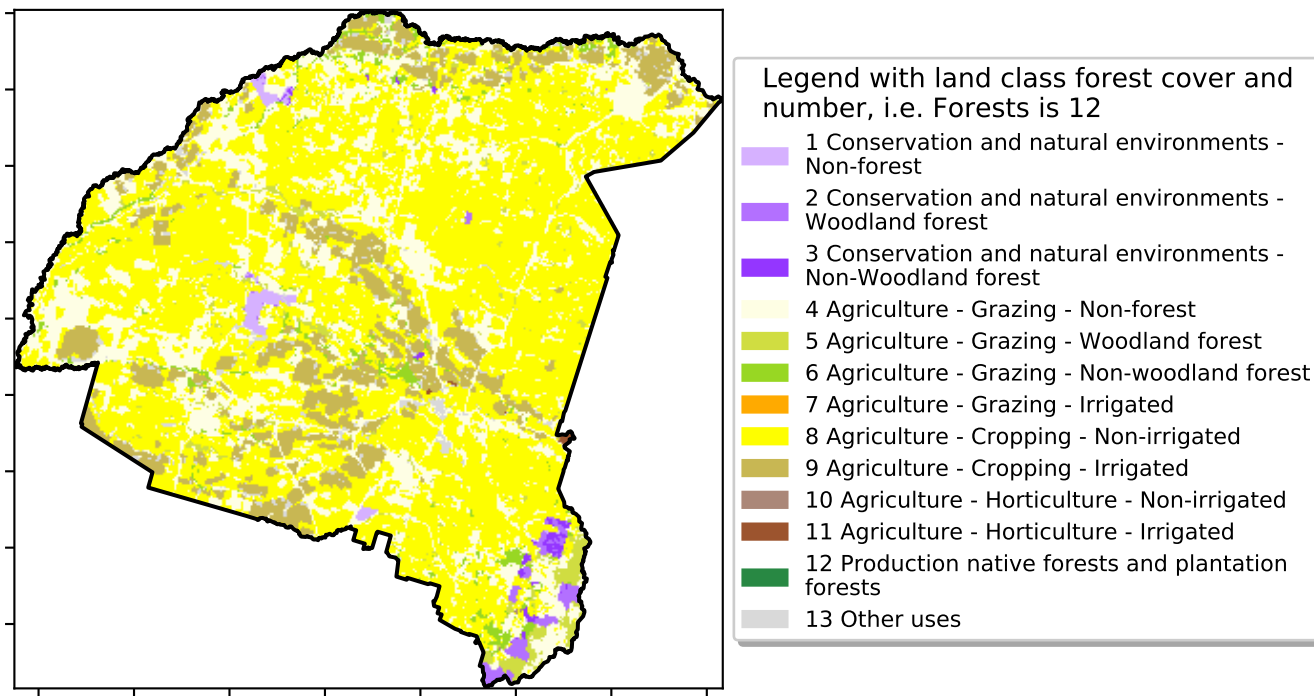 Legend with land class forest cover and
number, i.e. Forests is 12
1 Conservation and natural environments -
Non-forest
2 Conservation and natural environments -
Woodland forest
3 Conservation and natural environments -
Non-Woodland forest
4 Agriculture - Grazing - Non-forest
5 Agriculture - Grazing - Woodland forest
6 Agriculture - Grazing - Non-woodland forest
7 Agriculture - Grazing - Irrigated
8 Agriculture - Cropping - Non-irrigated
9 Agriculture - Cropping - Irrigated
10 Agriculture - Horticulture - Non-irrigated
11 Agriculture - Horticulture - Irrigated
12 Production native forests and plantation
forests
13 Other uses